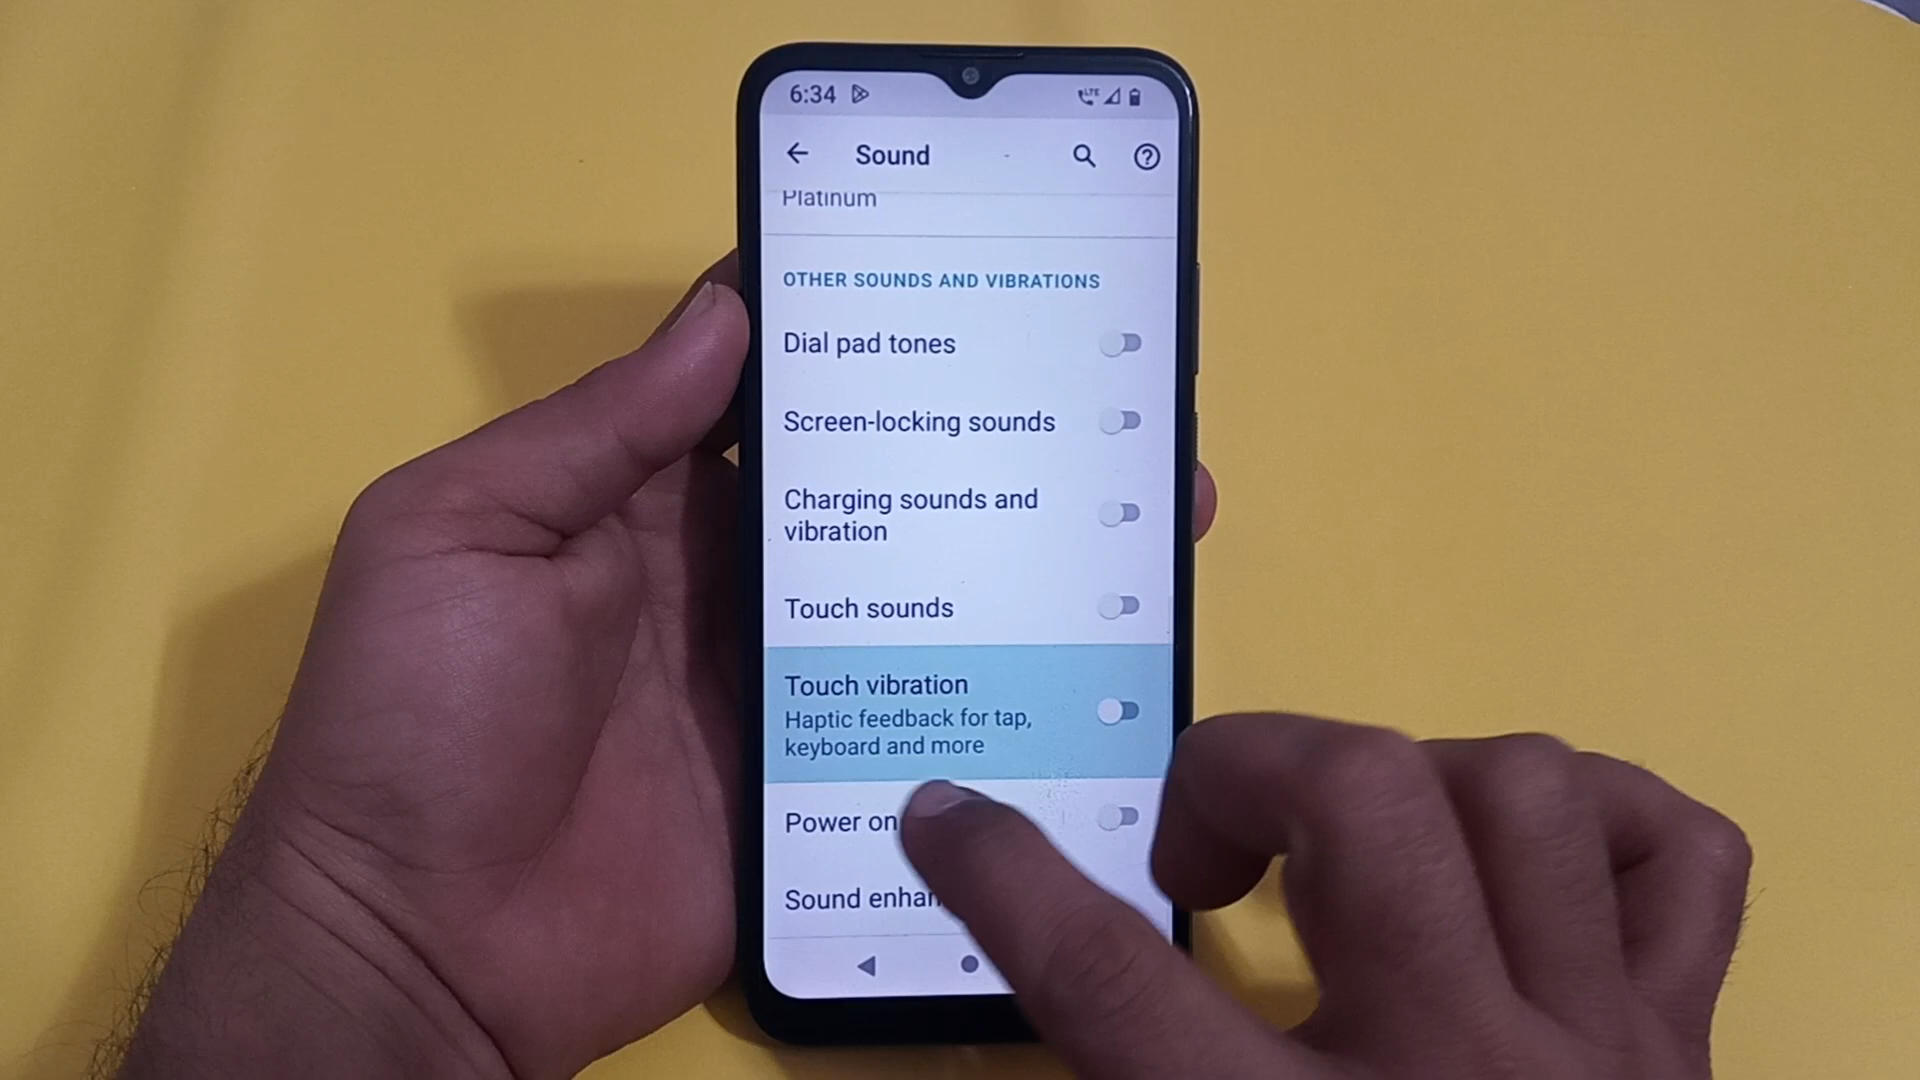 6:34
LTE
Sound
Platinum
OTHER SOUNDS AND VIBRATIONS
Dial pad tones
Screen-locking sounds
Charging sounds and
vibration
Touch sounds
Touch vibration
Haptic feedback for tap,
keyboard and more
Power on
Sound